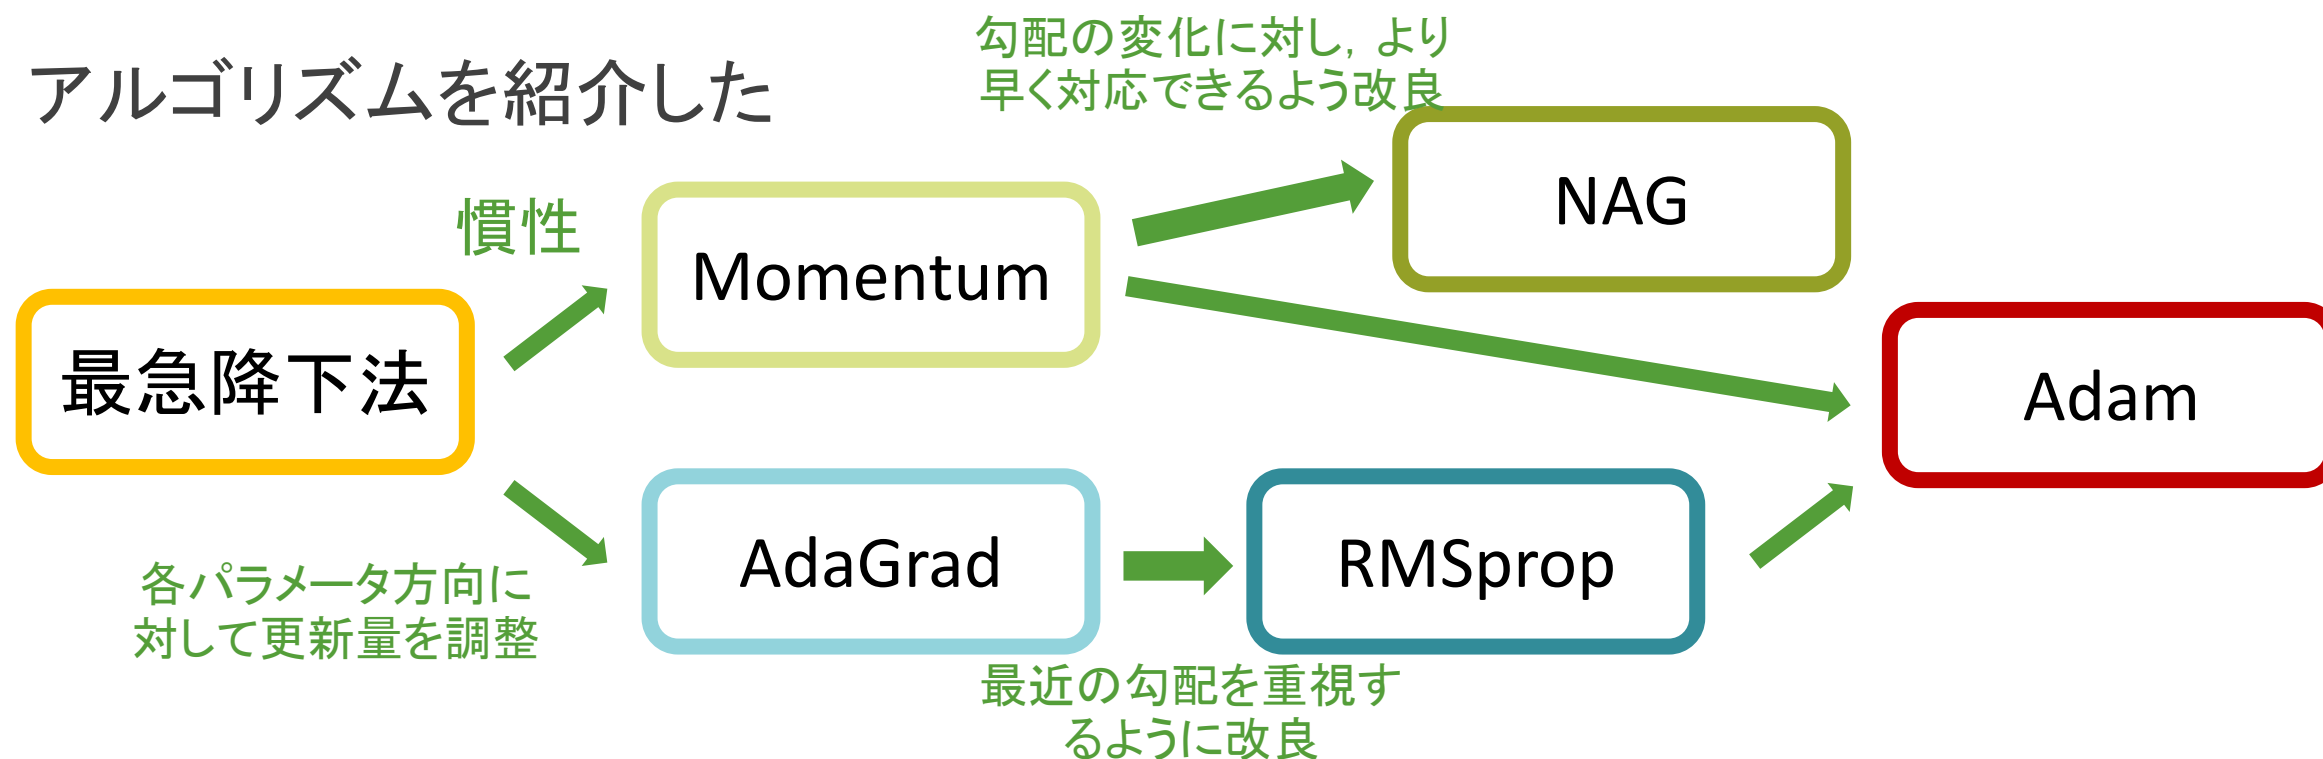 アルゴリズムを紹介した
勾配の変化に対し，より
早く対応できるよう改良
NAG
慣性
Momentum
最急降下法
Adam
AdaGrad
RMSprop
各パラメータ方向に
対して更新量を調整
最近の勾配を重視す
るように改良